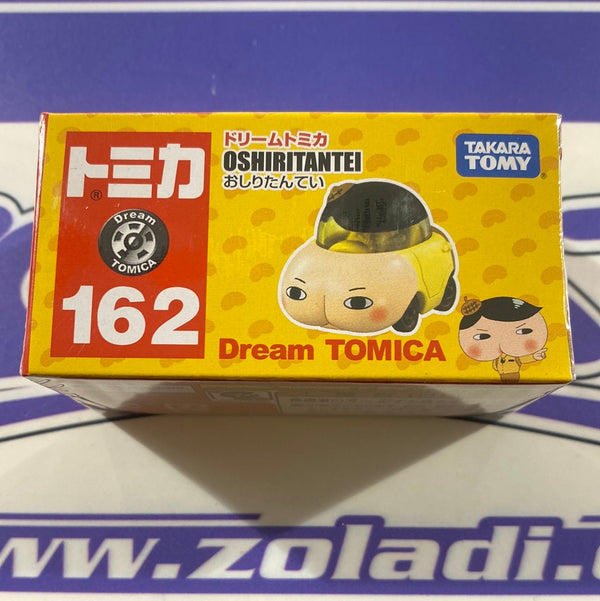 トミカ
®
Dream
TOMICA
162
ドリームトミカ
OSHIRITANTEI
おしりたんてい
TAKARA
TOMY
Dream TOMICA
www.zoladi.c